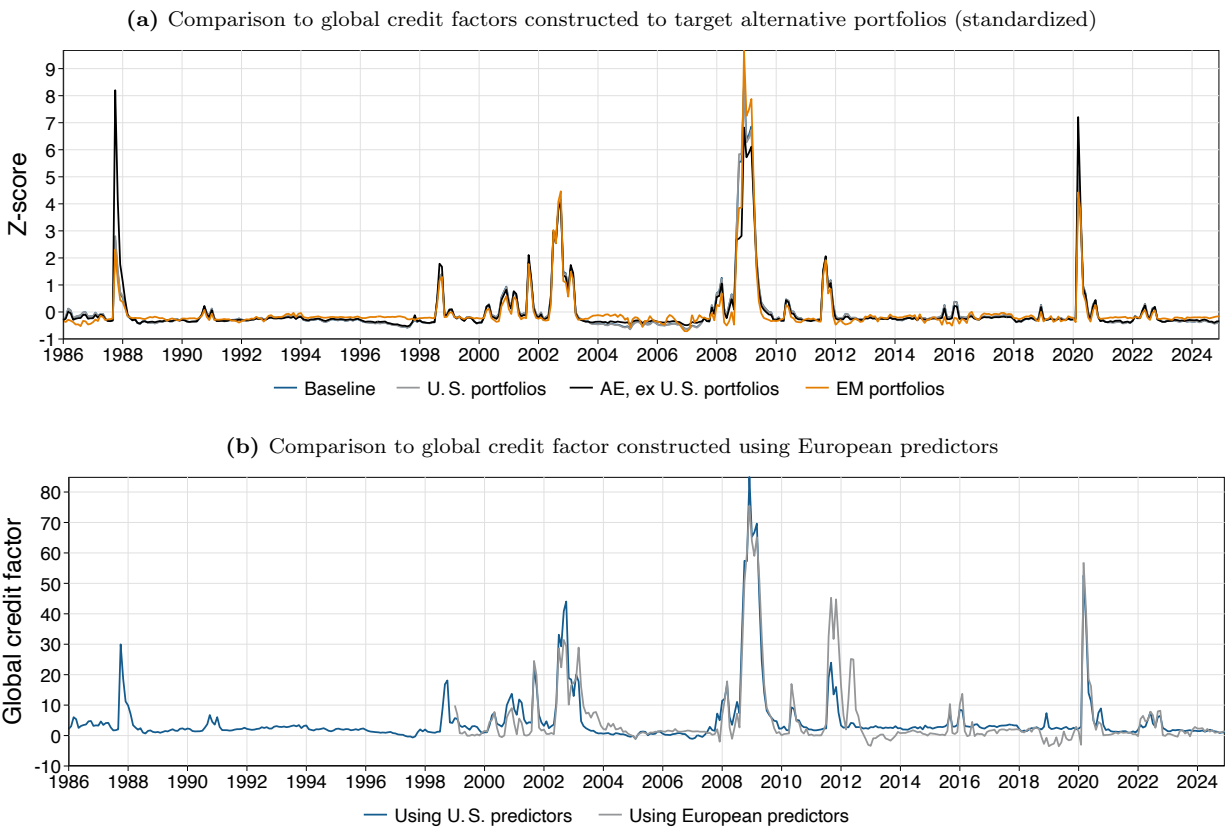 (a) Comparison to global credit factors constructed to target alternative portfolios (standardized)
Z-score
9
8
7
6
5
4
3
2
1
0
-1
1986 1988 1990 1992 1994 1996 1998 2000 2002 2004 2006 2008 2010 2012 2014 2016 2018 2020 2022 2024
Baseline U. S. portfolios AE, ex U. S. portfolios EM portfolios
(b) Comparison to global credit factor constructed using European predictors
Global credit factor
80
70
60
50
40
30
20
10
0
-10
1986 1988 1990 1992 1994 1996 1998 2000 2002 2004 2006 2008 2010 2012 2014 2016 2018 2020 2022 2024
Using U. S. predictors Using European predictors